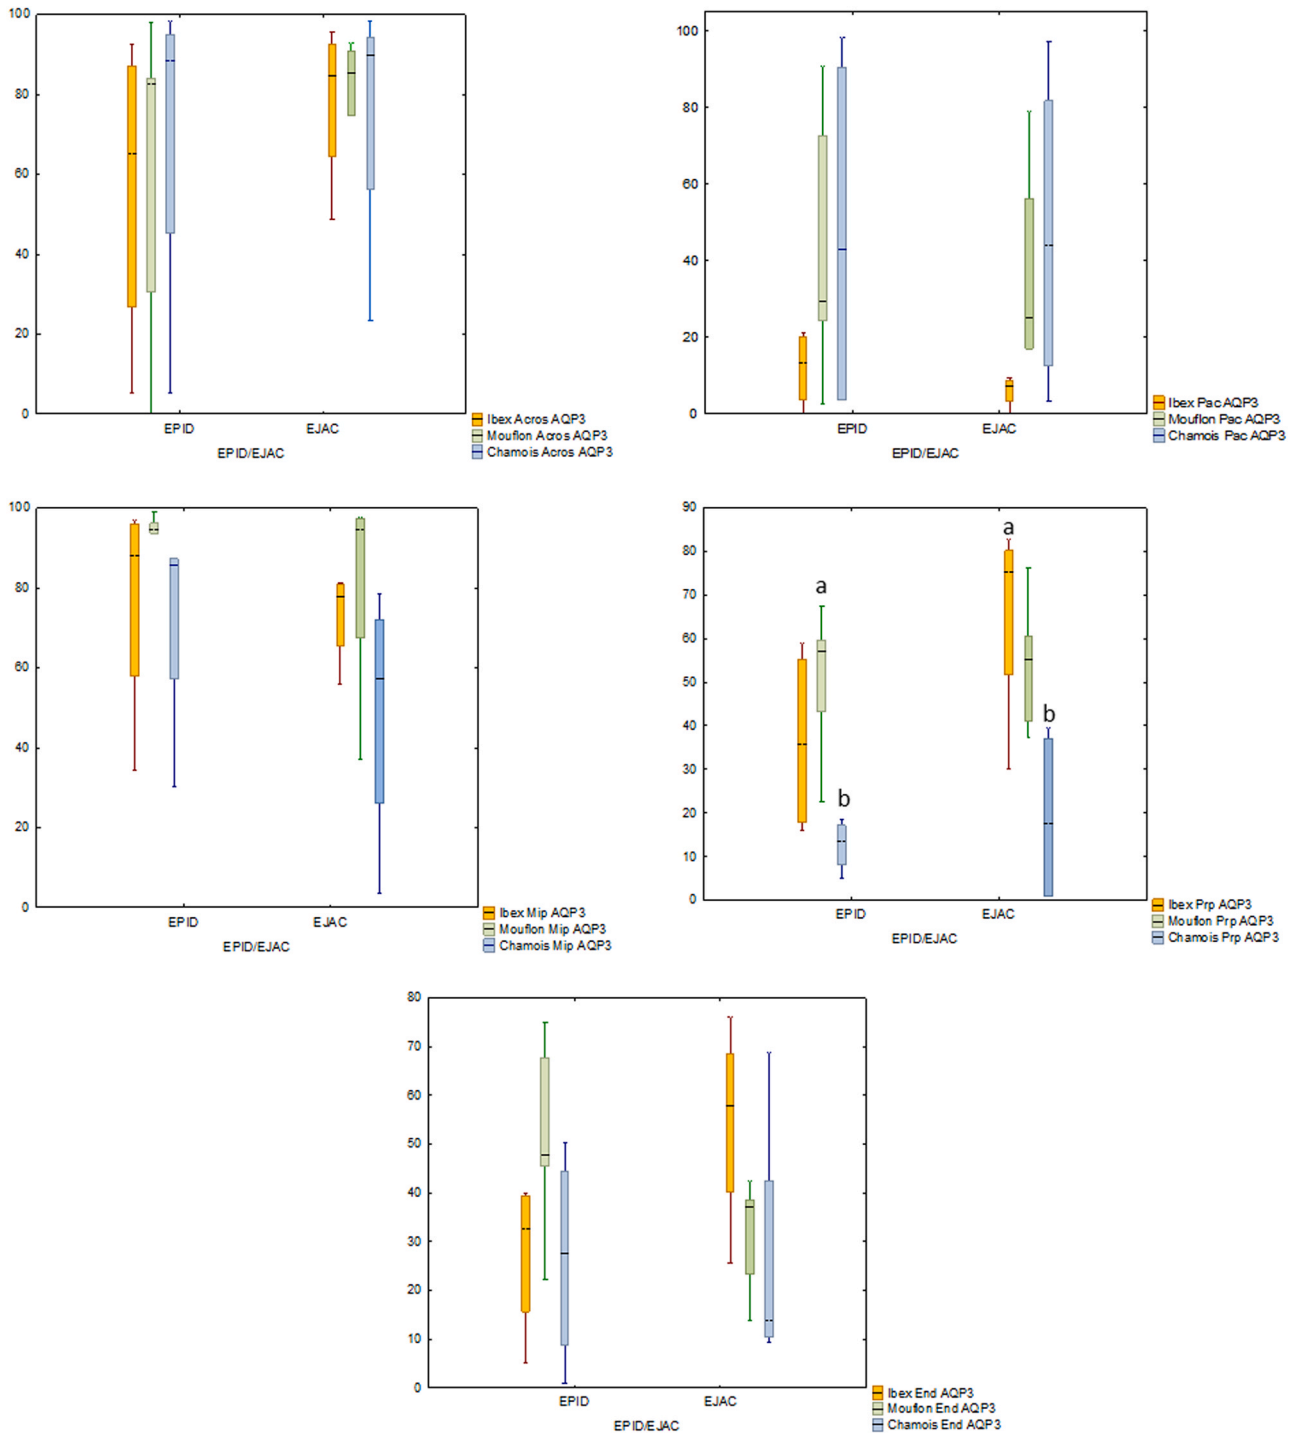 100
80
60
40
20
0
EPID EJAC
EPID/EJAC
Ibex Acros AQP3
Mouflon Acros AQP3
Chamois Acros AQP3
100
80
60
40
20
0
EPID EJAC
EPID/EJAC
Ibex Pac AQP3
Mouflon Pac AQP3
Chamois Pac AQP3
100
80
60
40
20
0
EPID EJAC
EPID/EJAC
Ibex Mip AQP3
Mouflon Mip AQP3
Chamois Mip AQP3
90
80
70
60
50
40
30
20
10
0
a
a
b
b
EPID EJAC
EPID/EJAC
Ibex Prp AQP3
Mouflon Prp AQP3
Chamois Prp AQP3
80
70
60
50
40
30
20
10
0
EPID EJAC
EPID/EJAC
Ibex End AQP3
Mouflon End AQP3
Chamois End AQP3